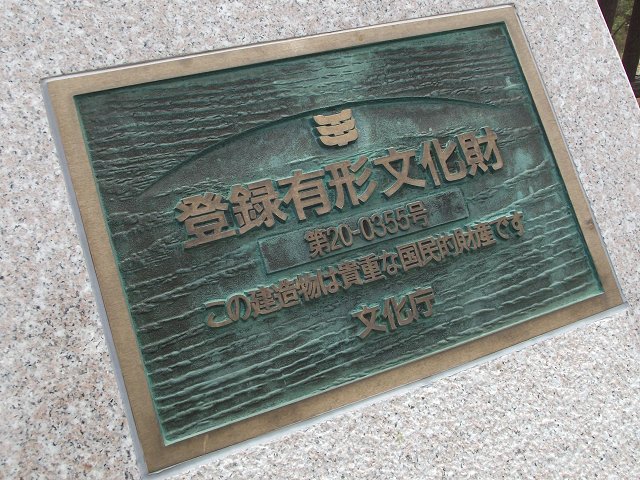 登録有形文化財
第20-0355号
この建造物は貴重な国民的財産です
文化庁